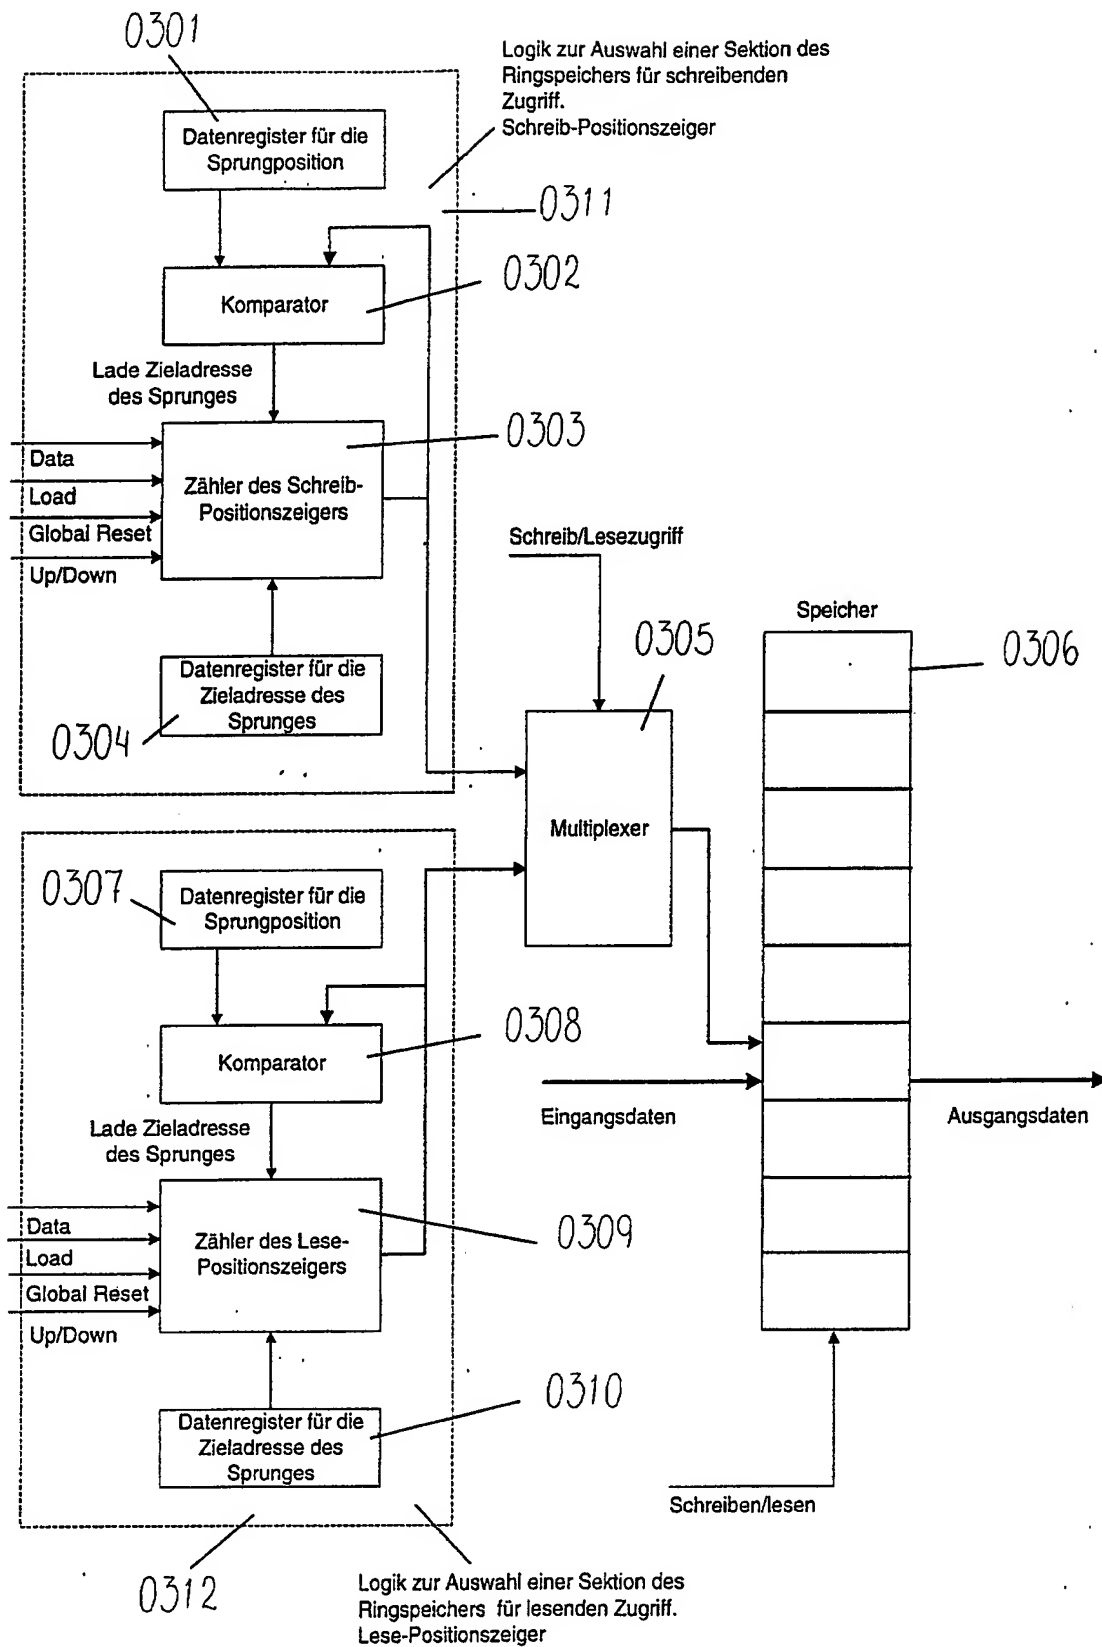 0301
Logik zur Auswahl einer Sektion des
Ringspeichers für schreibenden
Zugriff.
Schreib-Positionszeiger
Datenregister für die
Sprungposition
0311
0302
Komparator
Lade Zieladresse
des Sprunges
0303
Data
Load
Global Reset
Up/Down
Zähler des Schreib-
Positionszeigers
Schreib/Lesezugriff
Speicher
0305
0306
Datenregister für die
Zieladresse des
Sprunges
0304
Multiplexer
0307
Datenregister für die
Sprungposition
0308
Komparator
Eingangsdaten
Ausgangsdaten
Lade Zieladresse
des Sprunges
0309
Data
Load
Global Reset
Up/Down
Zähler des Lese-
Positionszeigers
0310
Datenregister für die
Zieladresse des
Sprunges
Schreiben/lesen
0312
Logik zur Auswahl einer Sektion des
Ringspeichers für lesenden Zugriff.
Lese-Positionszeiger